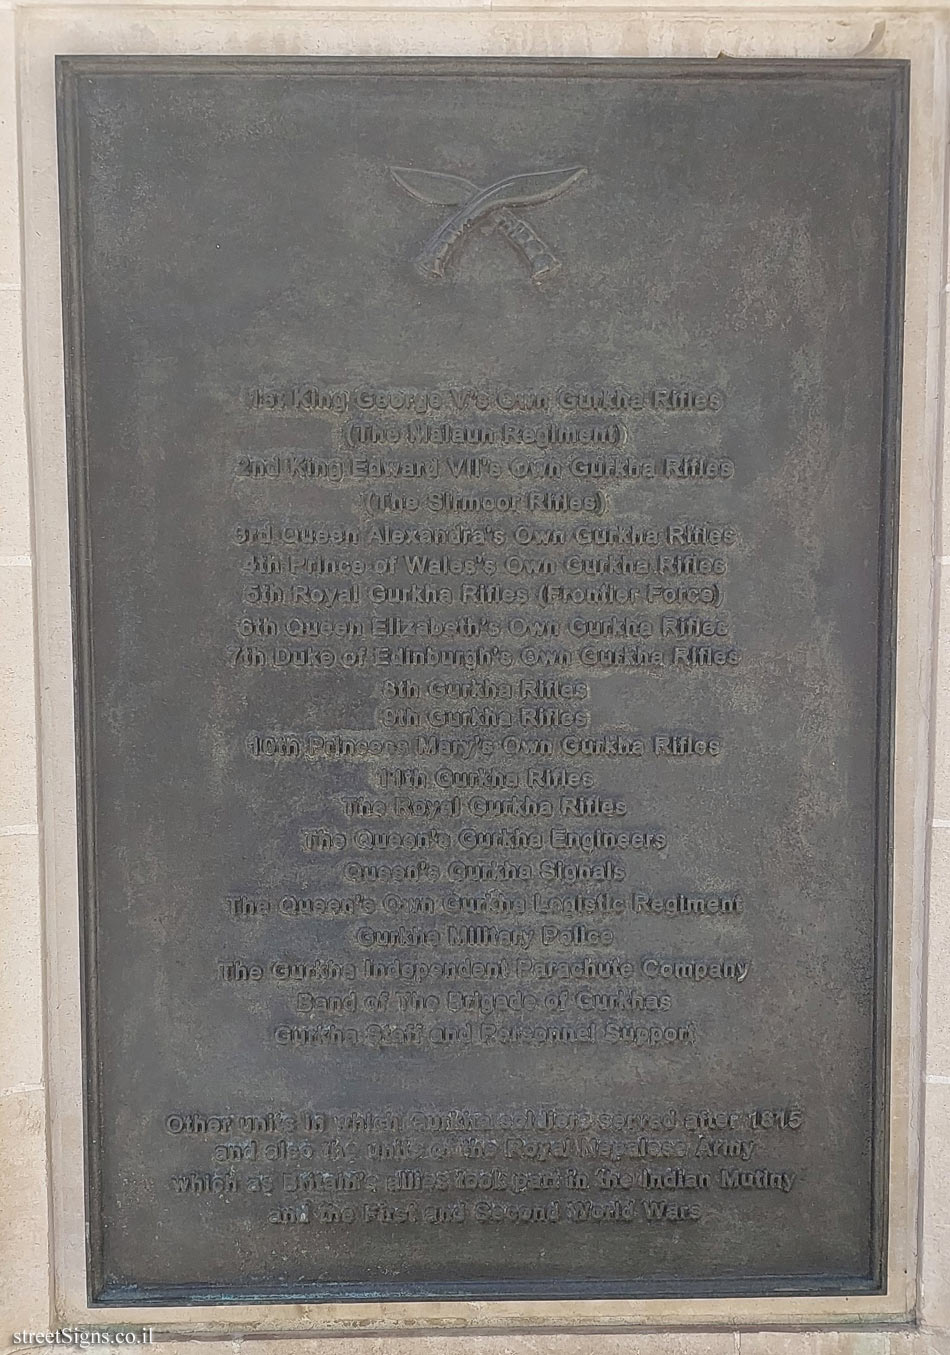 1st King George V's Own Gurkha Rifles
(The Malaun Regiment)
2nd King Edward VII's Own Gurkha Rifles
(The Sirmoor Rifles)
3rd Queen Alexandra's Own Gurkha Rifles
4th Prince of Wales's Own Gurkha Rifles
5th Royal Gurkha Rifles (Frontier Force)
6th Queen Elizabeth's Own Gurkha Rifles
7th Duke of Edinburgh's Own Gurkha Rifles
8th Gurkha Rifles
9th Gurkha Rifles
10th Princess Mary's Own Gurkha Rifles
11th Gurkha Rifles
The Royal Gurkha Rifles
The Queen's Gurkha Engineers
Queen's Gurkha Signals
The Queen's Own Gurkha Logistic Regiment
Gurkha Military Police
The Gurkha Independent Parachute Company
Band of The Brigade of Gurkhas
Gurkha Staff and Personnel Support
Other units in which Gurkha soldiers served after 1815
and also the units of the Royal Nepalese Army
which as Britain's allies took part in the Indian Mutiny
and the First and Second World Wars
streetSigns.co.il